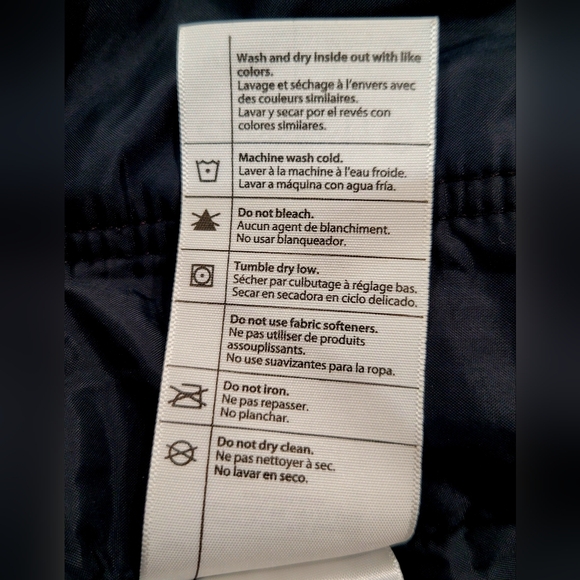 Wash and dry inside out with like
colors.
Lavage et séchage à l'envers avec
des couleurs similaires.
Lavar y secar por el revés con
colores similares.
Machine wash cold.
Laver à la machine à l'eau froide.
Lavar a máquina con agua fría.
Do not bleach.
Aucun agent de blanchiment.
No usar blanqueador.
Tumble dry low.
Sécher par culbutage à réglage bas.
Secar en secadora en ciclo delicado.
Do not use fabric softeners.
Ne pas utiliser de produits
assouplissants.
No use suavizantes para la ropa.
Do not iron.
Ne pas repasser.
No planchar.
Do not dry clean.
Ne pas nettoyer à sec.
No lavar en seco.